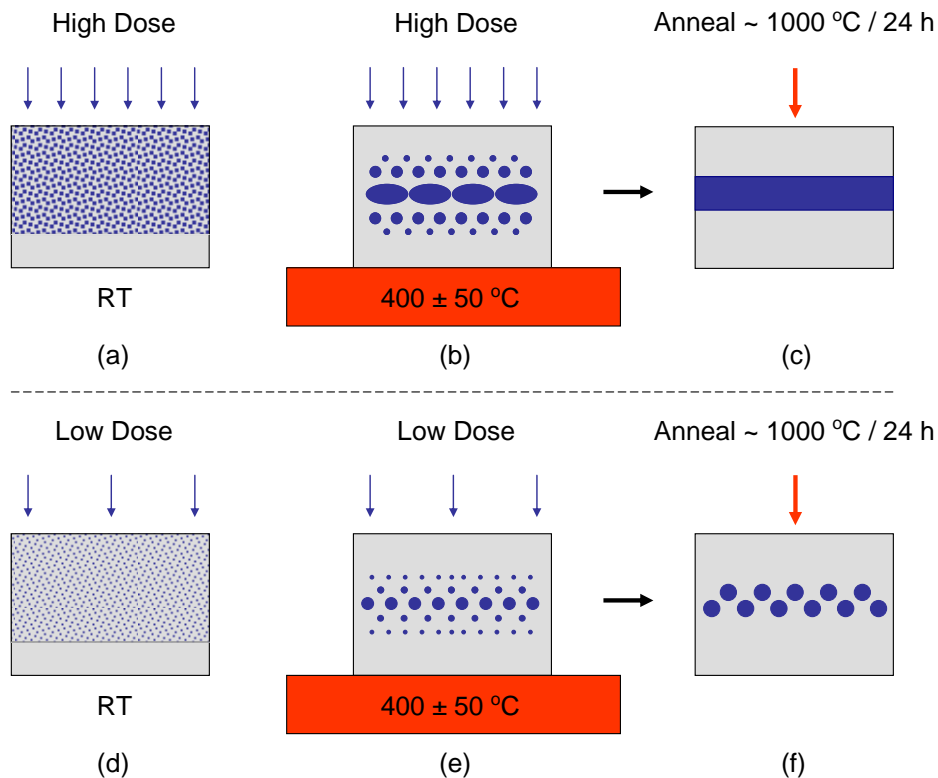 High Dose
High Dose
Anneal ~ 1000 °C / 24 h
RT
400 ± 50 °C
(a)
(b)
(c)
Low Dose
Low Dose
Anneal ~ 1000 °C / 24 h
RT
400 ± 50 °C
(d)
(e)
(f)